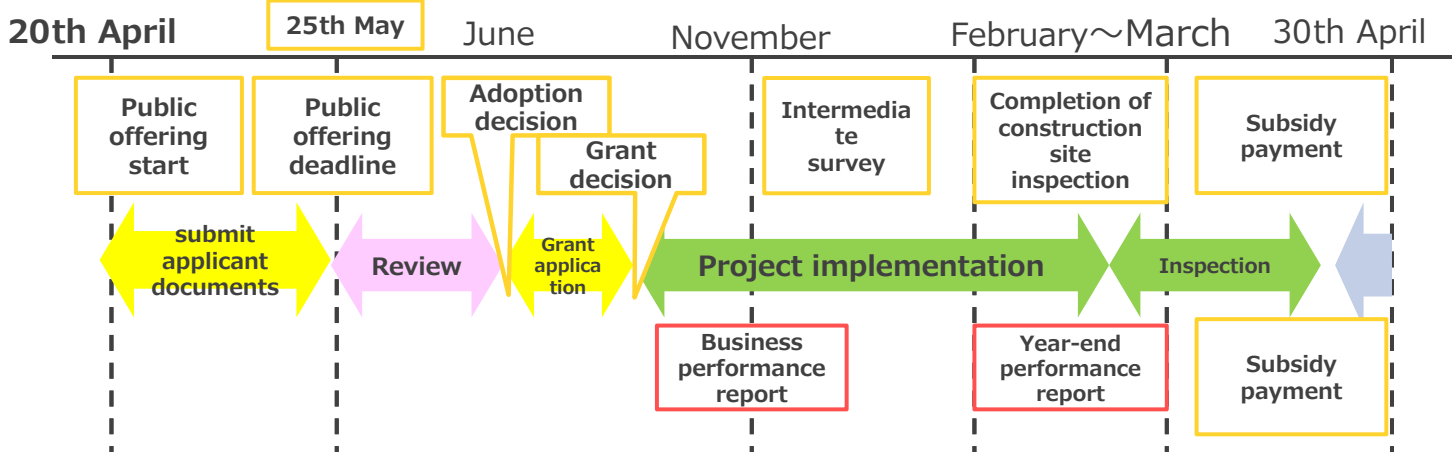 20th April
25th May
June
November
February～March
30th April
Public
offering
start
Public
offering
deadline
Adoption
decision
Grant
decision
Intermedia
te
survey
Completion of
construction
site
inspection
Subsidy
payment
submit
applicant
documents
Review
Grant
applica
tion
Project implementation
Inspection
Business
performance
report
Year-end
performance
report
Subsidy
payment